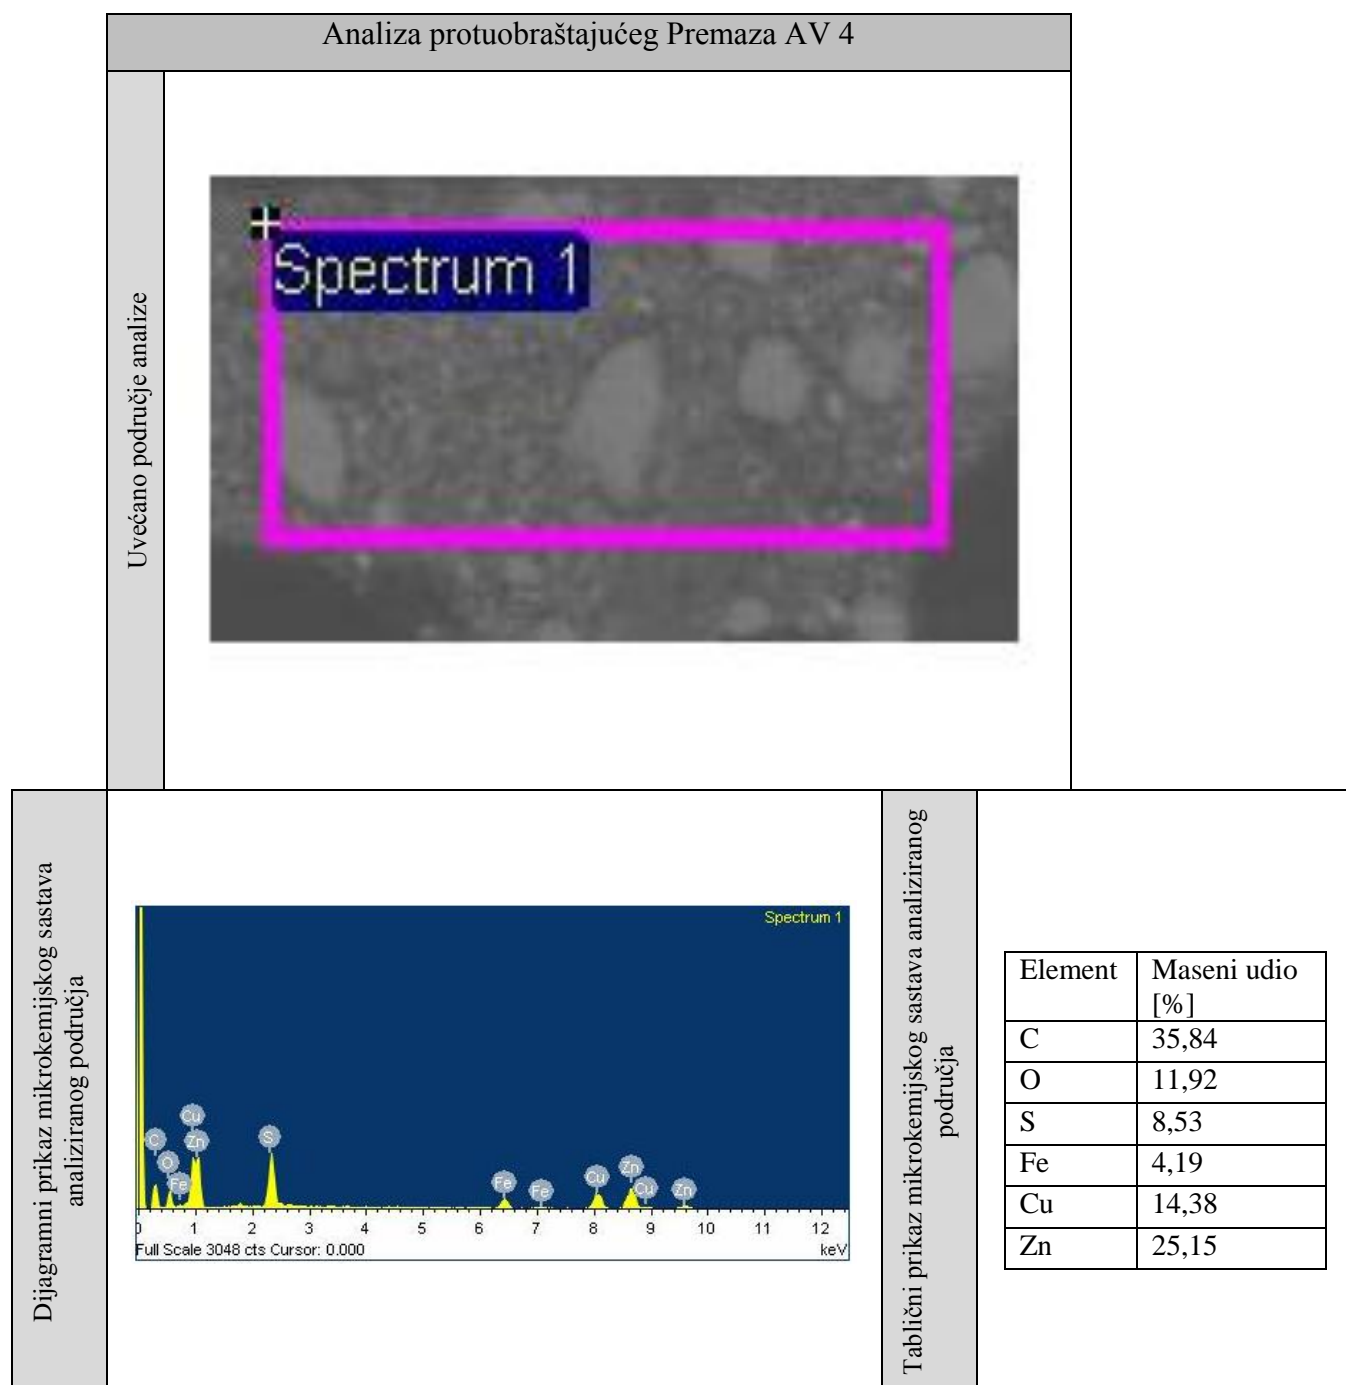 Analiza protuobraštajućeg Premaza AV 4
Uvećano područje analize
Spectrum 1
Dijagramni prikaz mikrokemijskog sastava
analiziranog područja
Spectrum 1
Cu
C
Zn
S
O
Fe
Fe
Fe
Cu
Zn
Cu
Zn
0 1 2 3 4 5 6 7 8 9 10 11 12
Full Scale 3048 cts Cursor: 0.000 keV
Tablični prikaz mikrokemijskog sastava analiziranog
područja
Element Maseni udio
[%]
C 35,84
O 11,92
S 8,53
Fe 4,19
Cu 14,38
Zn 25,15